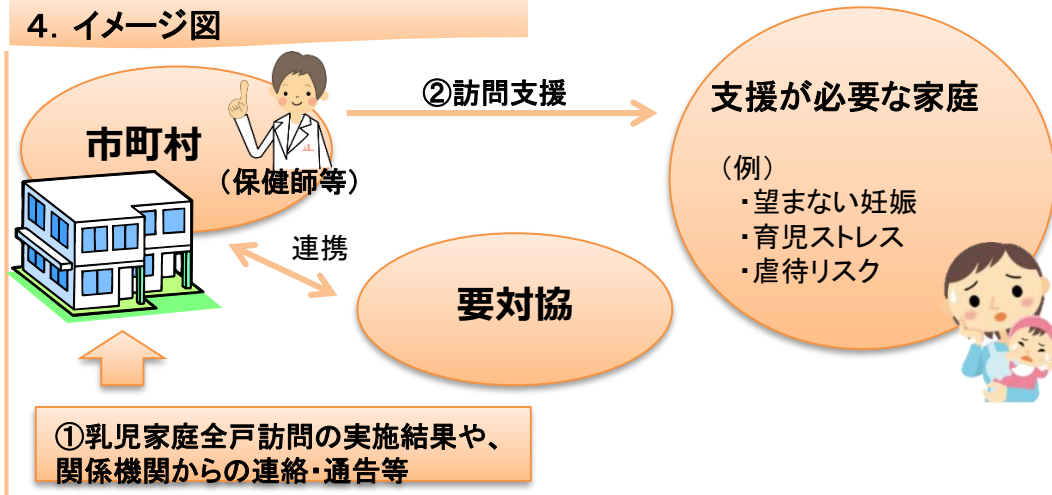 4．イメージ図
市町村
（保健師等）
②訪問支援
支援が必要な家庭
（例）
・望まない妊娠
・育児ストレス
・虐待リスク
連携
要対協
①乳児家庭全戸訪問の実施結果や、
関係機関からの連絡・通告等